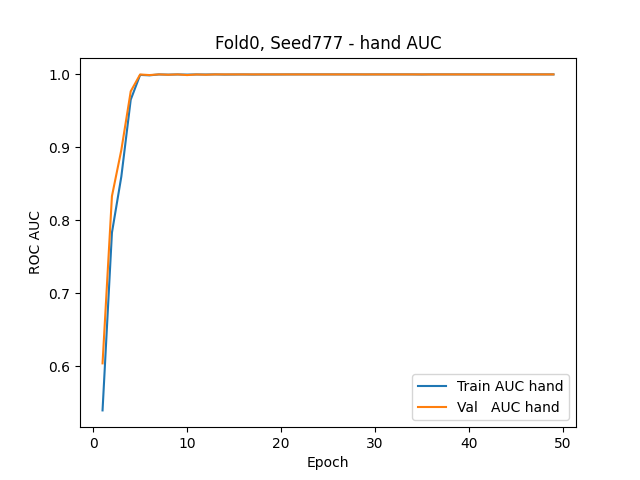 Fold0, Seed777 - hand AUC
1.0
0.9
0.8
0.7
0.6
ROC AUC
Train AUC hand
Val   AUC hand
0 10 20 30 40 50
Epoch